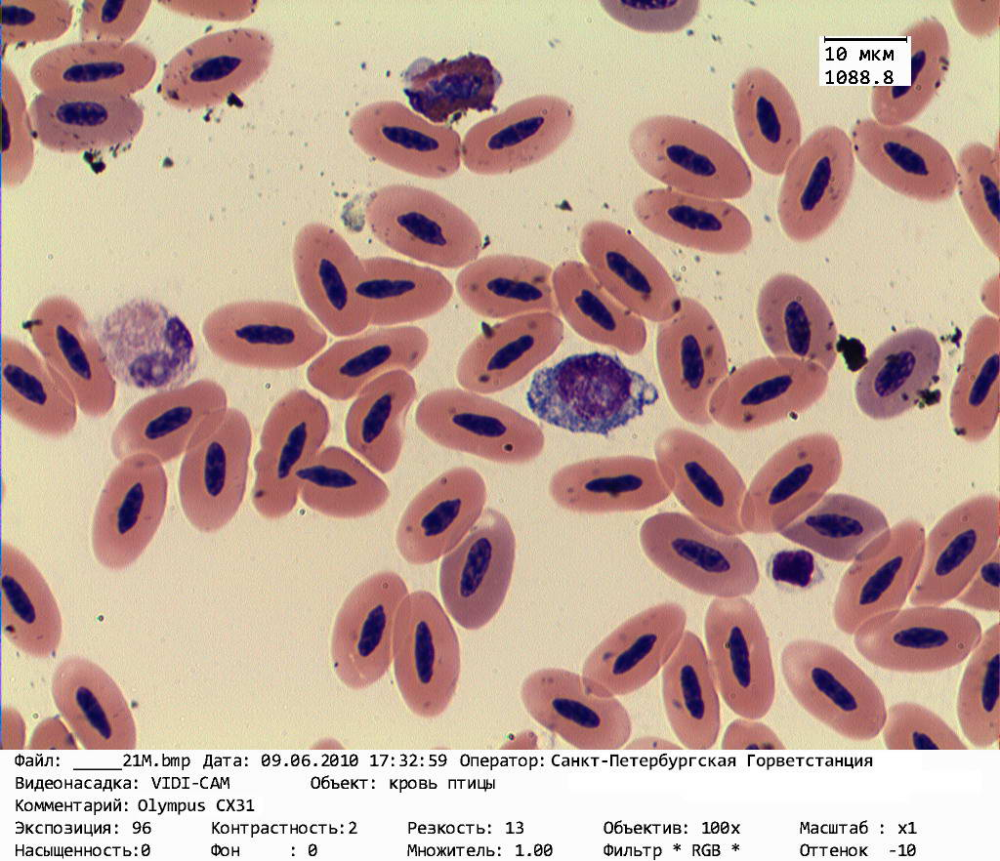 10 мкм
1088.8
Файл: _____21M.bmp Дата: 09.06.2010 17:32:59 Оператор: Санкт-Петербургская Горветстанция
Видеонасадка: VIDI-CAM Объект: кровь птицы
Комментарий: Olympus CX31
Экспозиция: 96 Контрастность:2 Резкость: 13 Объектив: 100x Масштаб : x1
Насыщенность:0 Фон : 0 Множитель: 1.00 Фильтр * RGB * Оттенок -10